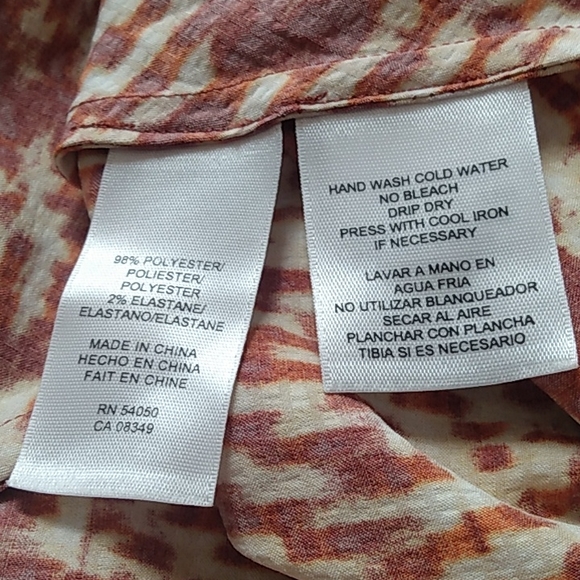 98% POLYESTER/
POLIESTER/
POLYESTER
2% ELASTANE/
ELASTANO/ELASTANE
MADE IN CHINA
HECHO EN CHINA
FAIT EN CHINE
RN 54050
CA 08349
HAND WASH COLD WATER
NO BLEACH
DRIP DRY
PRESS WITH COOL IRON
IF NECESSARY
LAVAR A MANO EN
AGUA FRIA
NO UTILIZAR BLANQUEADOR
SECAR AL AIRE
PLANCHAR CON PLANCHA
TIBIA SI ES NECESARIO